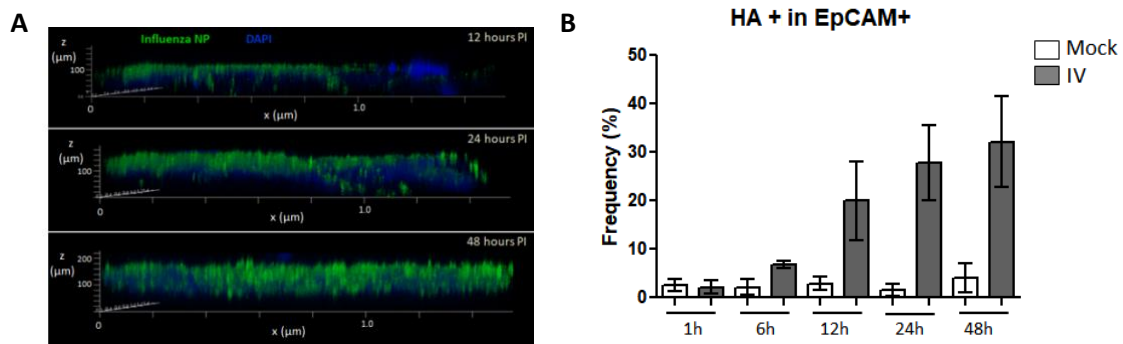 A
Influenza NP
DAPI
12 hours PI
z
(μm)
100
0
1.0
x (μm)
24 hours PI
z
(μm)
100
0
1.0
x (μm)
48 hours PI
z
(μm)
200
100
0
1.0
x (μm)
B
HA + in EpCAM+
Mock
IV
Frequency (%)
50
40
30
20
10
0
1h
6h
12h
24h
48h